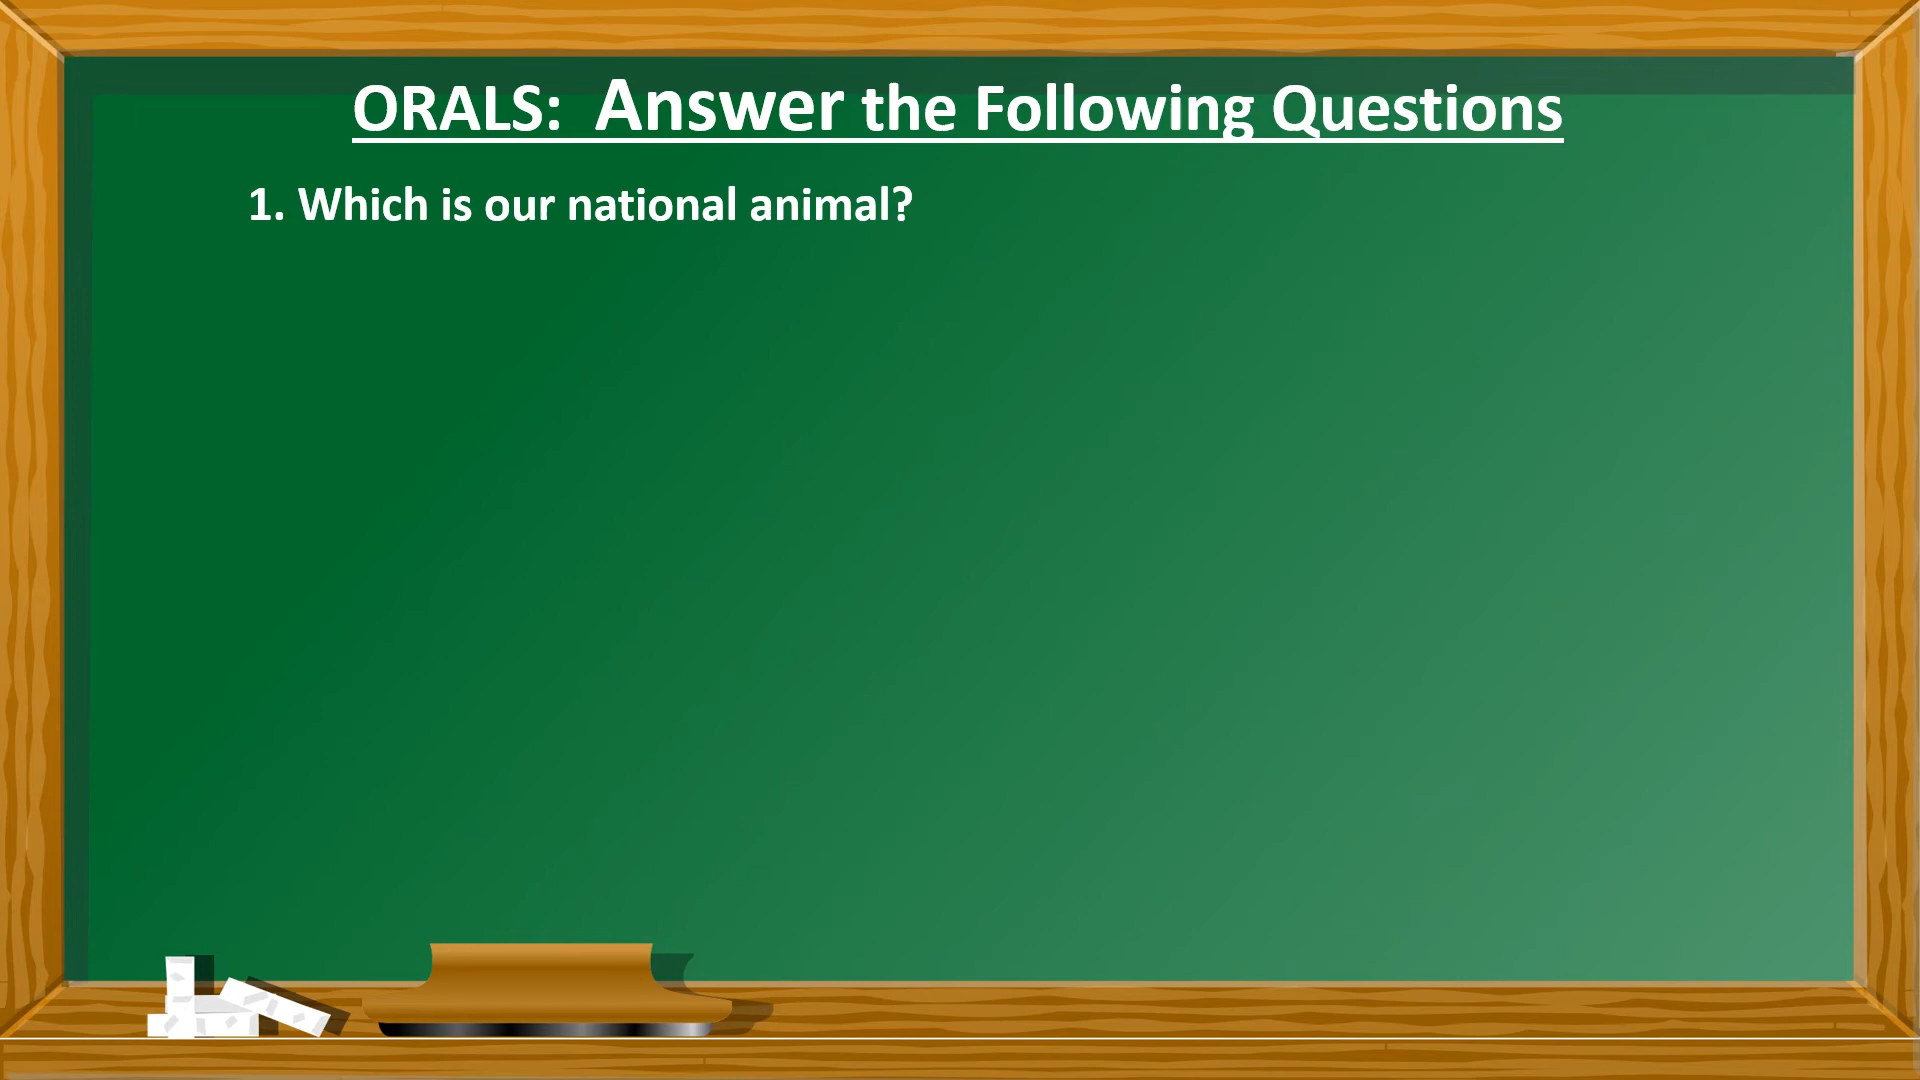 ORALS:  Answer the Following Questions
1. Which is our national animal?